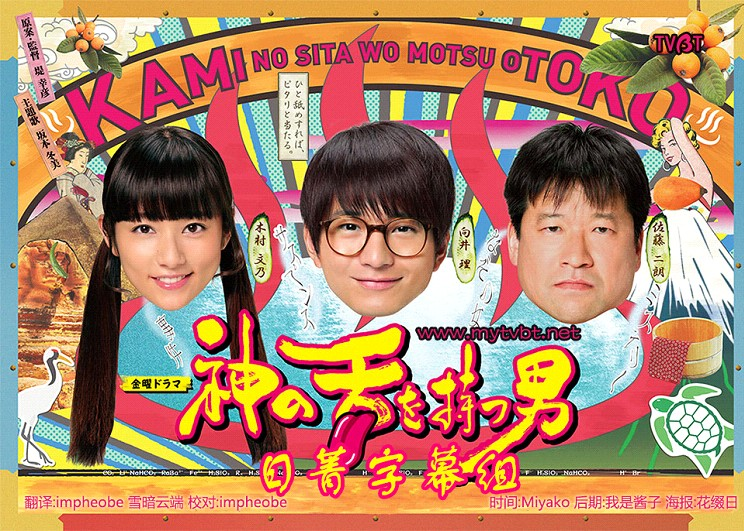 原案・監督 堤 幸彦
主題歌 坂本 冬美
TVBT
KAMI NO SITA WO MOTSU oTOKO
ひと舐めすれば、
ピタリと当たる。
木村 文乃
向井 理
佐藤 二朗
www.mytvbt.net
金曜ドラマ
神の舌を持つ男
日菁字幕组
翻译:impheobe 雪暗云端 校对:impheobe
时间:Miyako 后期:我是酱子 海报:花缀日